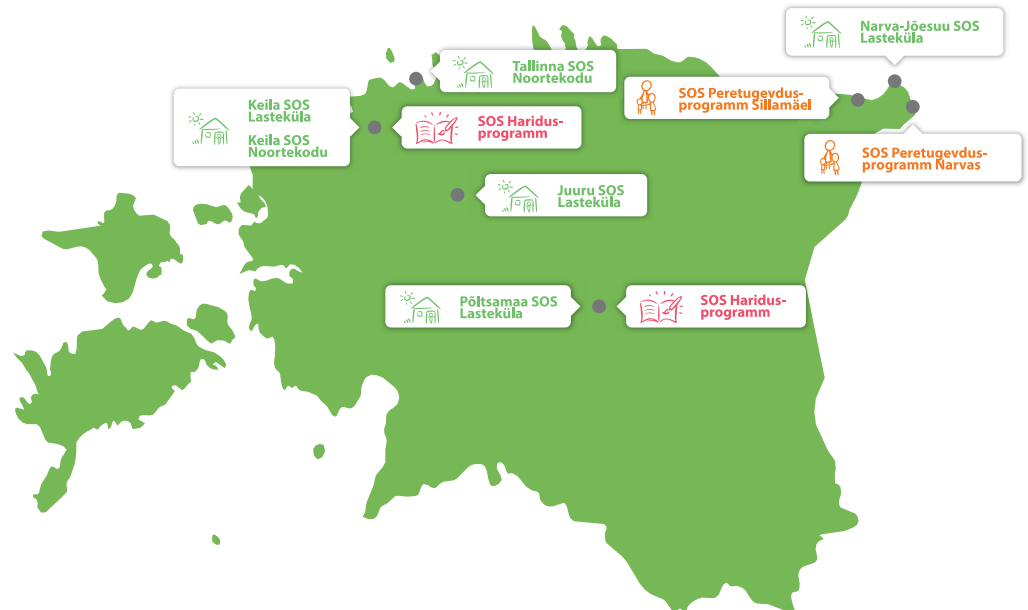 Narva-Jõesuu SOS
Lasteküla
Tallinna SOS
Noortekodu
SOS Peretugevdus-
programm Sillamäel
Keila SOS
Lasteküla
Keila SOS
Noortekodu
SOS Haridus-
programm
SOS Peretugevdus-
programm Narvas
Juuru SOS
Lasteküla
Põltsamaa SOS
Lasteküla
SOS Haridus-
programm